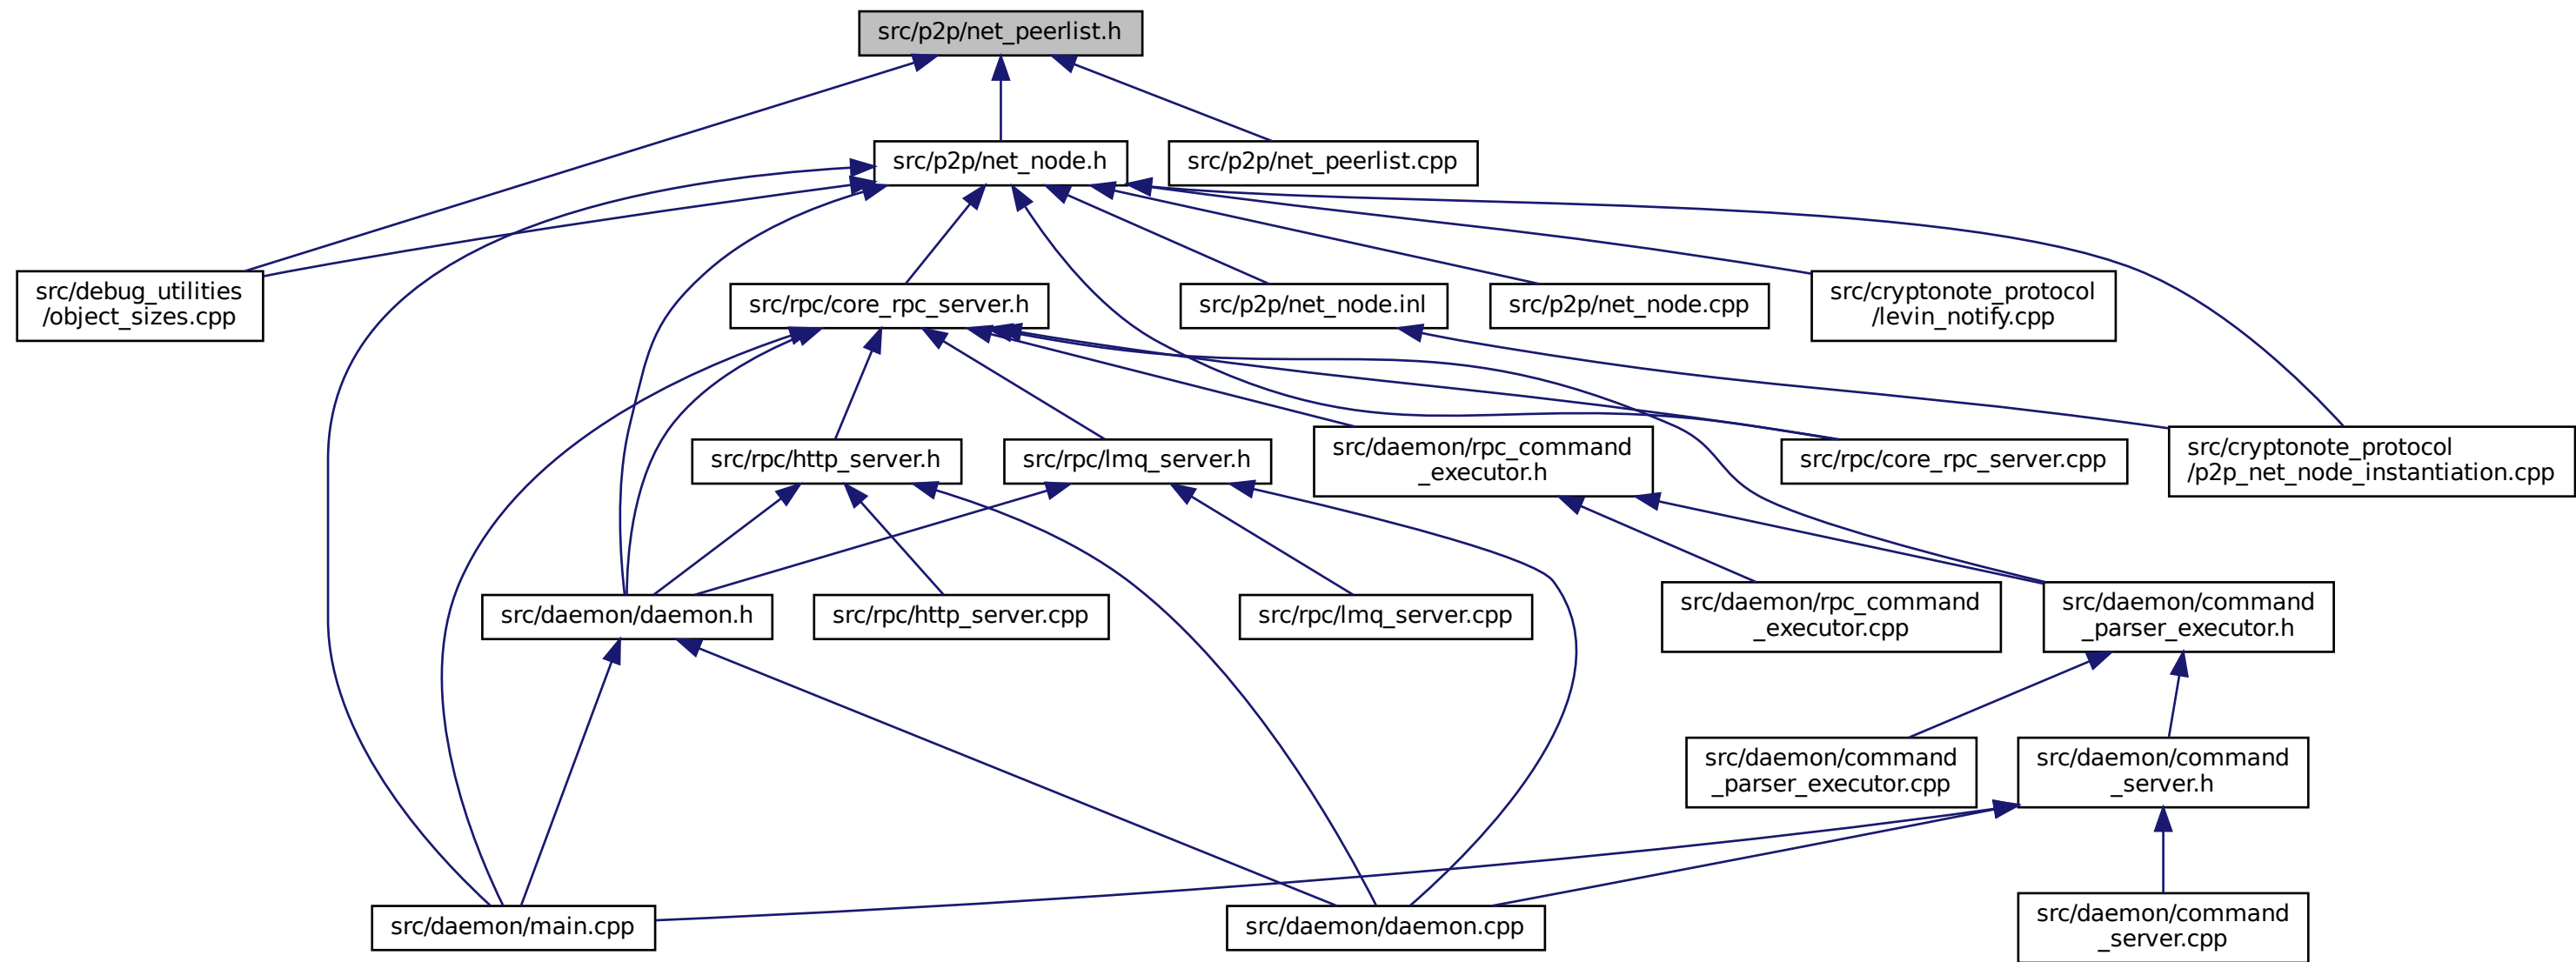 src/p2p/net_peerlist.h
src/p2p/net_node.h
src/p2p/net_peerlist.cpp
src/debug_utilities
/object_sizes.cpp
src/rpc/core_rpc_server.h
src/p2p/net_node.inl
src/p2p/net_node.cpp
src/cryptonote_protocol
/levin_notify.cpp
src/rpc/http_server.h
src/rpc/lmq_server.h
src/daemon/rpc_command
_executor.h
src/rpc/core_rpc_server.cpp
src/cryptonote_protocol
/p2p_net_node_instantiation.cpp
src/daemon/daemon.h
src/rpc/http_server.cpp
src/rpc/lmq_server.cpp
src/daemon/rpc_command
_executor.cpp
src/daemon/command
_parser_executor.h
src/daemon/command
_parser_executor.cpp
src/daemon/command
_server.h
src/daemon/main.cpp
src/daemon/daemon.cpp
src/daemon/command
_server.cpp